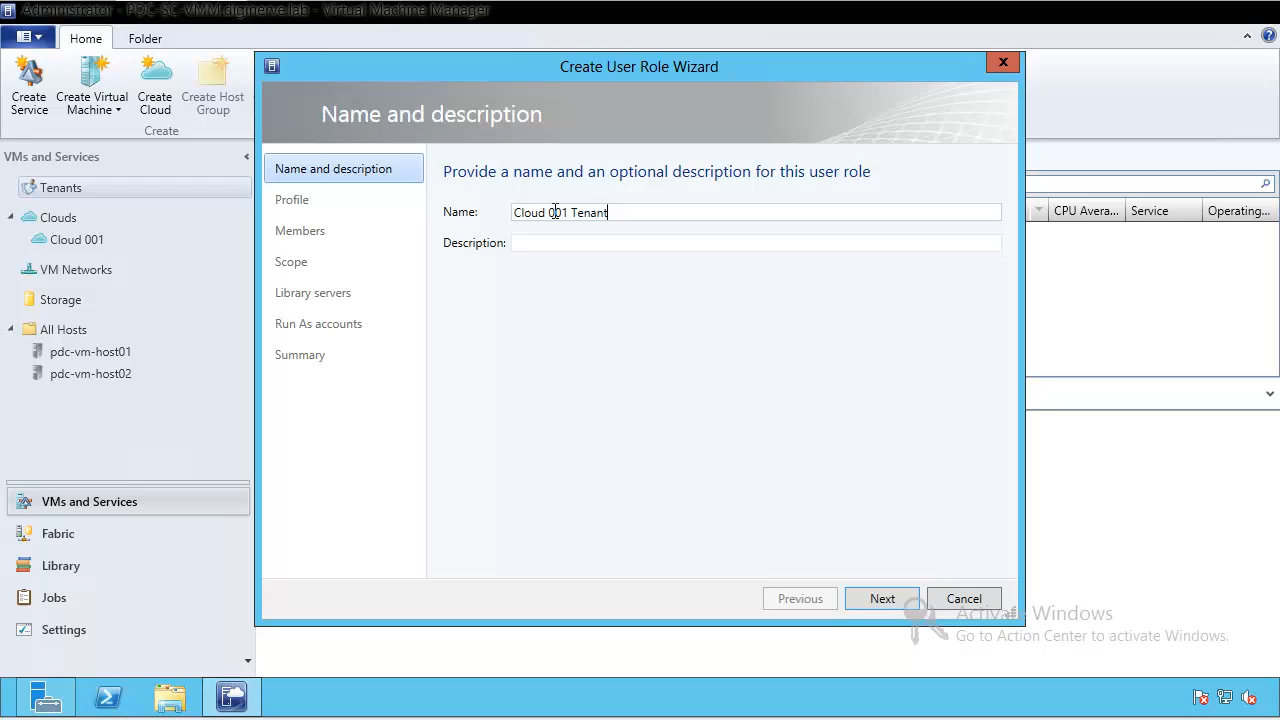 Administrator - PDC-SC-VMM.diginerve.lab - Virtual Machine Manager
Home
Folder
Create Service
Create Virtual Machine
Create Cloud
Create Host Group
Create
VMs and Services
Tenants
Clouds
Cloud 001
VM Networks
Storage
All Hosts
pdc-vm-host01
pdc-vm-host02
VMs and Services
Fabric
Library
Jobs
Settings
Create User Role Wizard
x
Name and description
Name and description
Profile
Members
Scope
Library servers
Run As accounts
Summary
Provide a name and an optional description for this user role
Name:
Cloud 001 Tenant
Description:
Previous
Next
Cancel
CPU Avera...
Service
Operating...
Activate Windows
Go to Action Center to activate Windows.